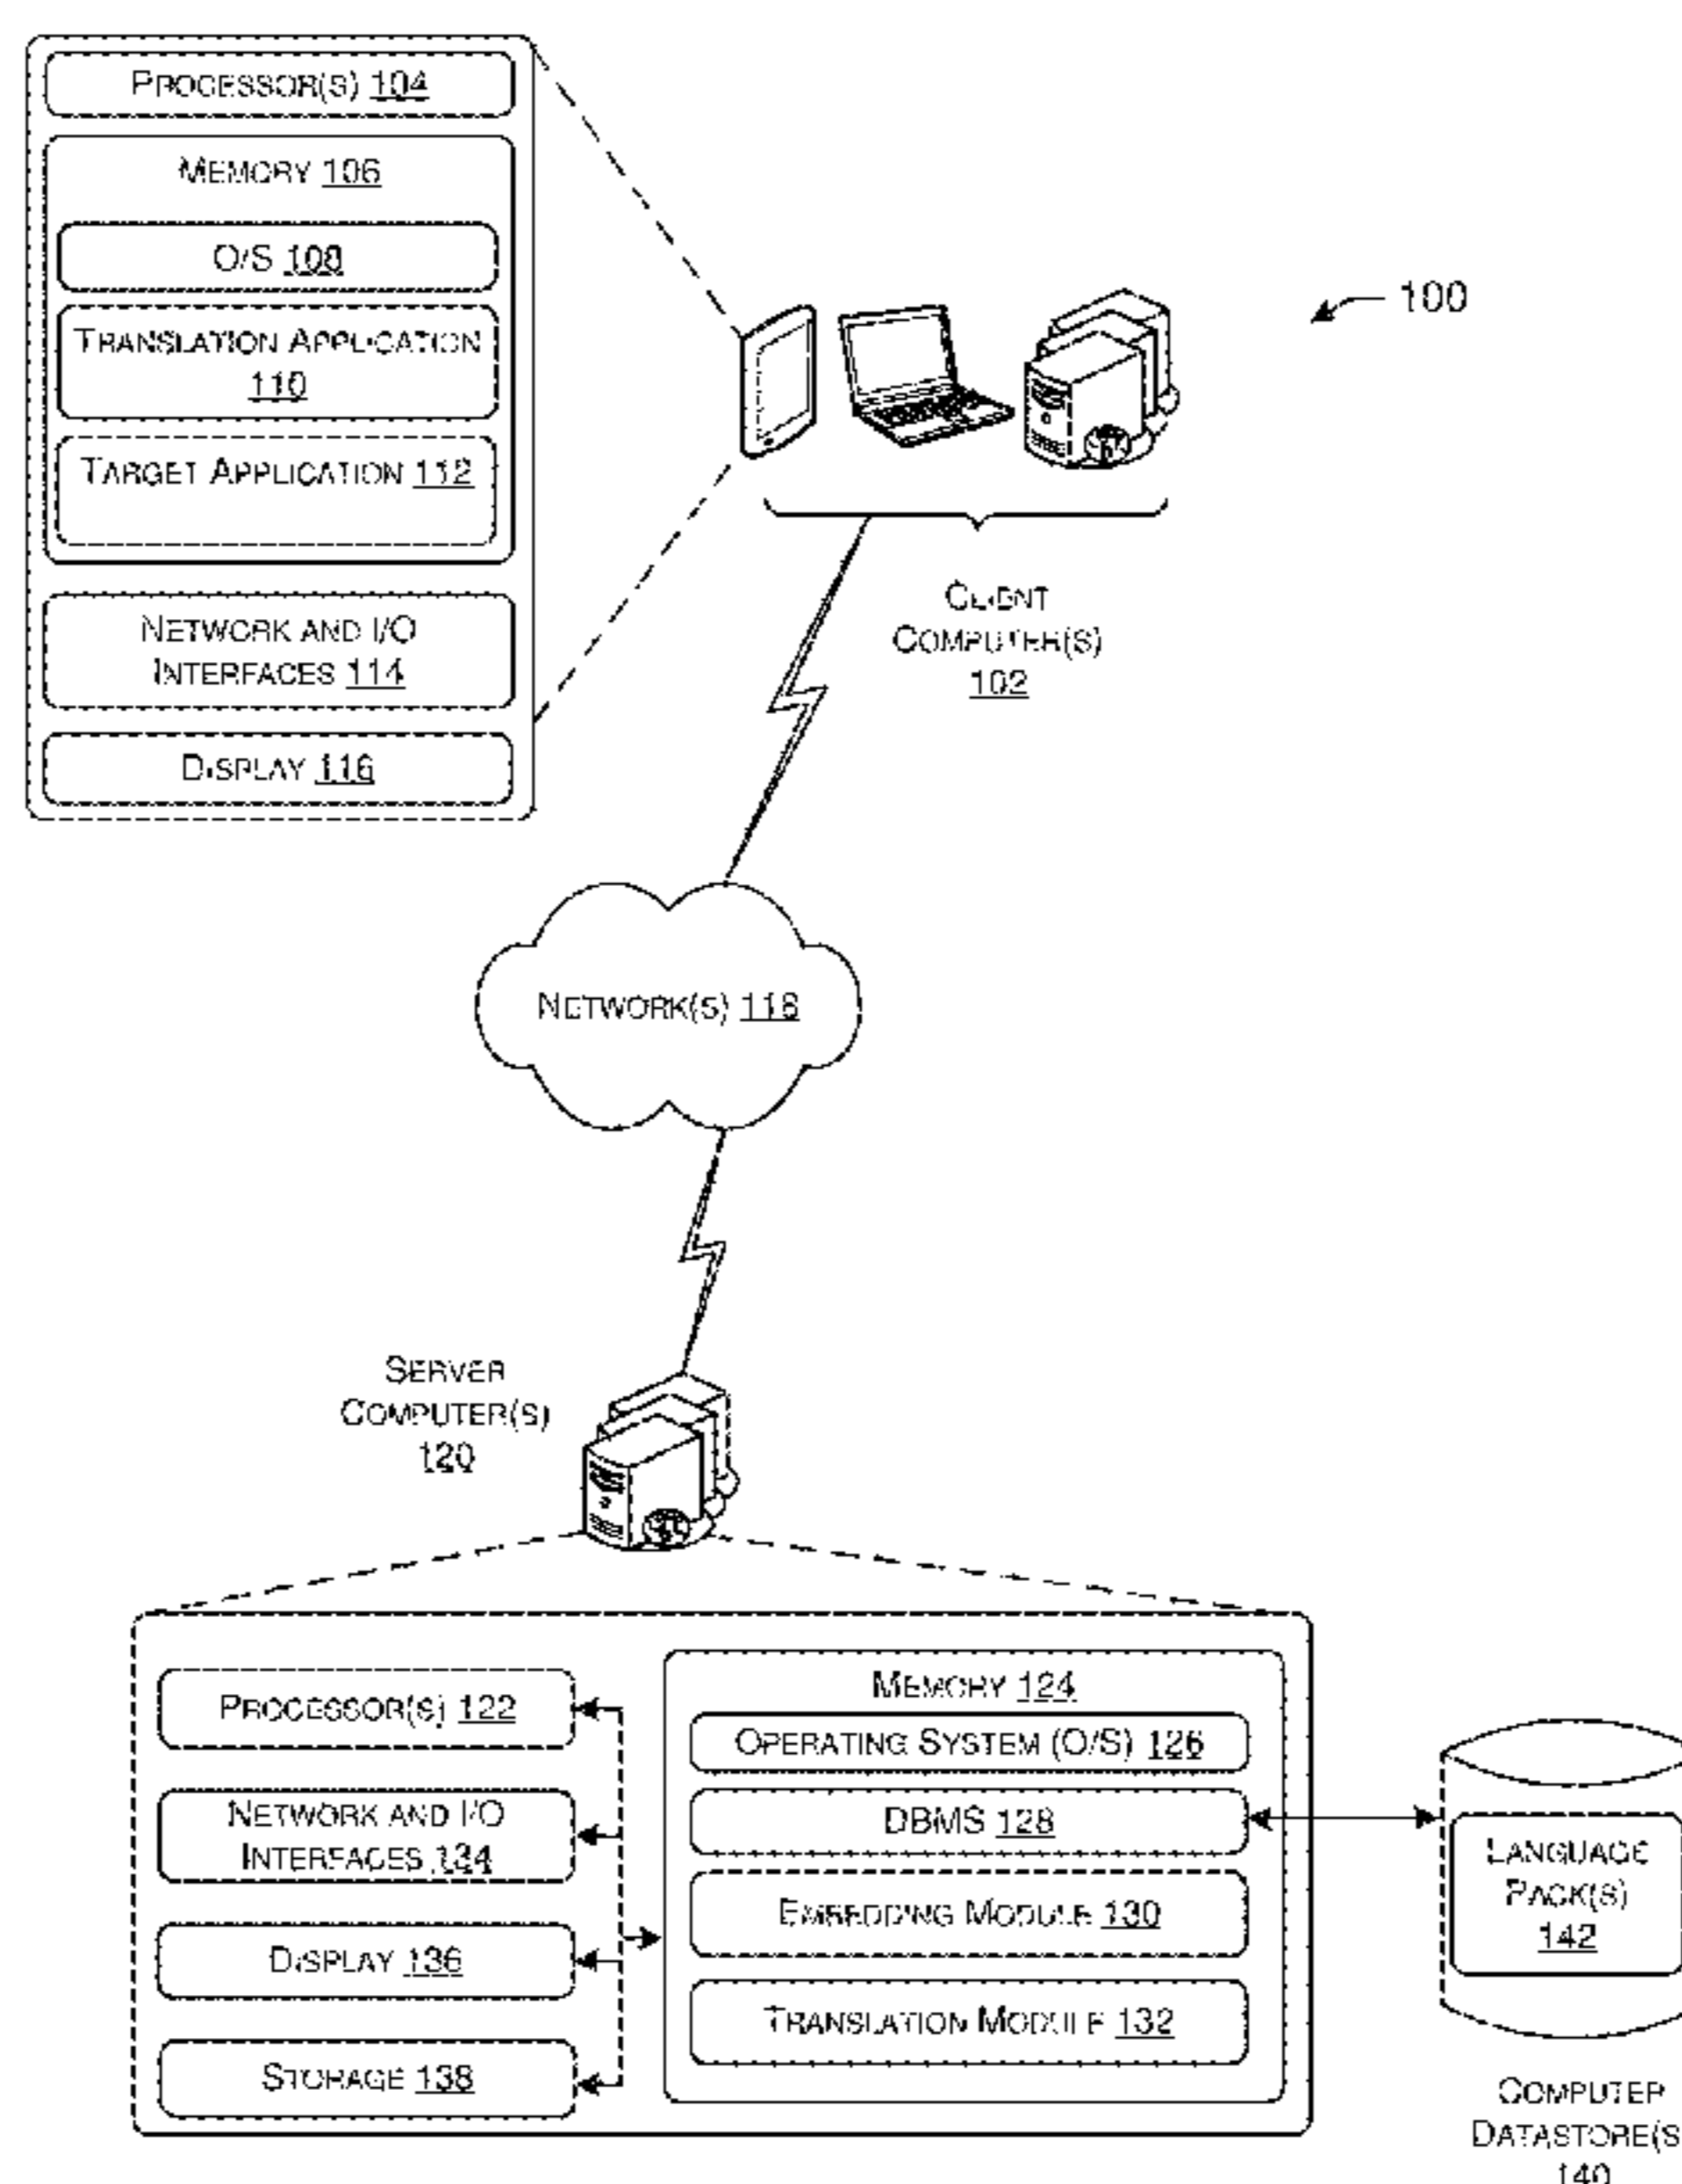 PROCESSOR(S) 104
MEMORY 106
O/S 108
TRANSLATION APPLICATION
110
TARGET APPLICATION 112
NETWORK AND I/O
INTERFACES 114
DISPLAY 116
100
CLIENT
COMPUTER(S)
102
NETWORK(S) 118
SERVER
COMPUTER(S)
120
PROCESSOR(S) 122
NETWORK AND I/O
INTERFACES 134
DISPLAY 136
STORAGE 138
MEMORY 124
OPERATING SYSTEM (O/S) 126
DBMS 128
EMBEDDING MODULE 130
TRANSLATION MODULE 132
LANGUAGE
PACK(S)
142
COMPUTER
DATASTORE(S
140